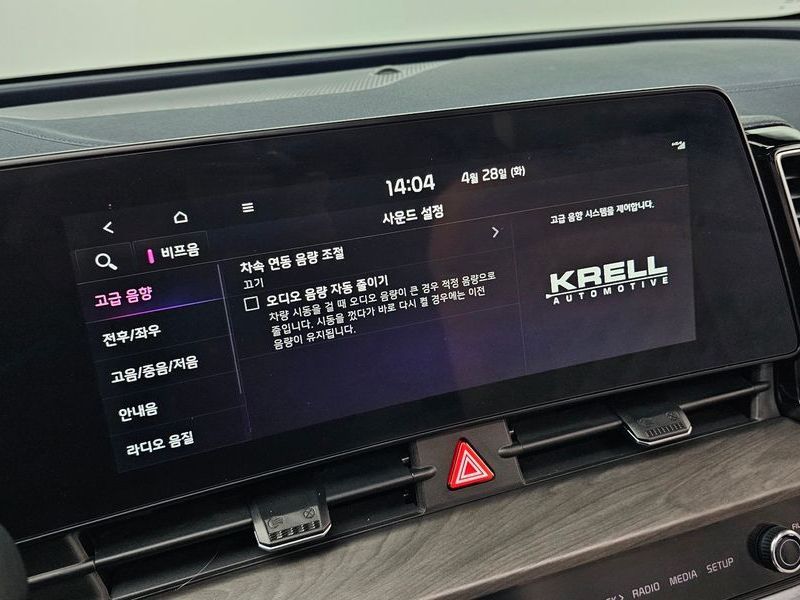 14:04
4월 28일 (화)
사운드 설정
비프음
고급 음향
전후/좌우
고음/중음/저음
안내음
라디오 음질
차속 연동 음량 조절
끄기
오디오 음량 자동 줄이기
차량 시동을 걸 때 오디오 음량이 큰 경우 적정 음량으로
줄입니다. 시동을 껐다가 바로 다시 켤 경우에는 이전
음량이 유지됩니다.
고급 음향 시스템을 제어합니다.
KRELL
AUTOMOTIVE
RADIO
MEDIA
SETUP